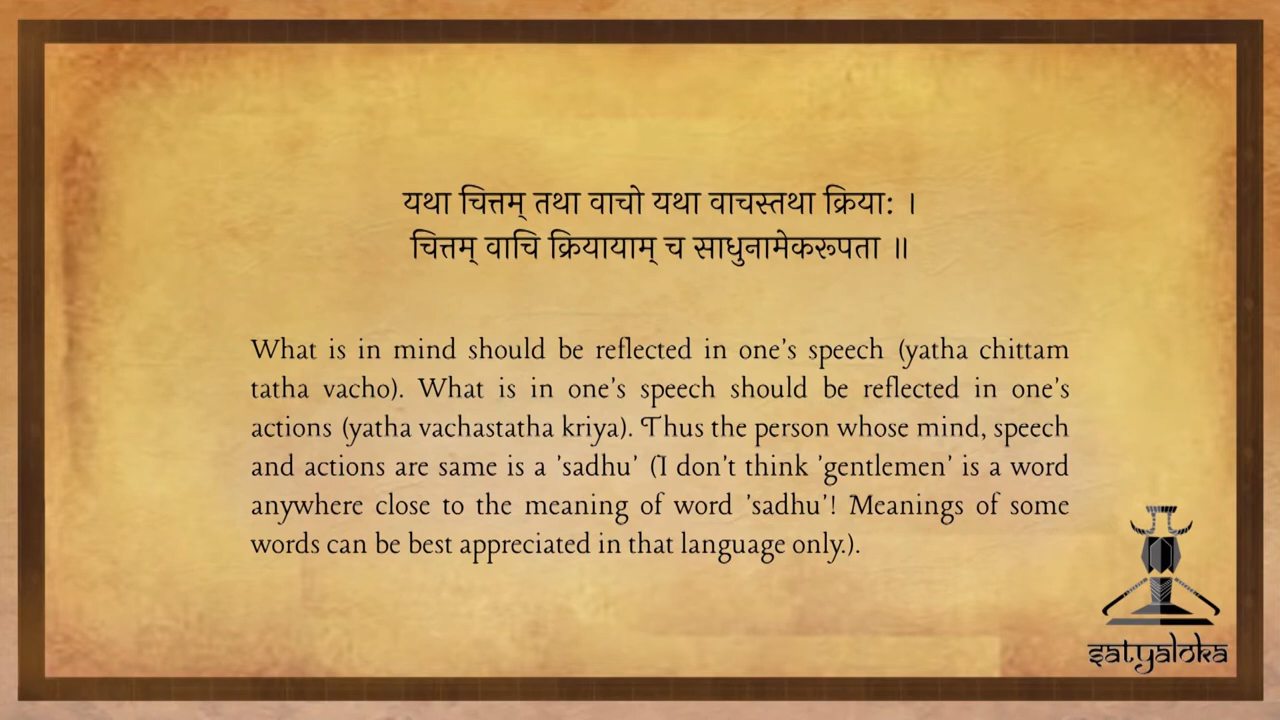 यथा चित्तम् तथा वाचो यथा वाचस्तथा क्रियाः ।
चित्तम् वाचि क्रियायाम् च साधुनामेकरूपता ॥
What is in mind should be reflected in one's speech (yatha chittam
tatha vacho). What is in one's speech should be reflected in one's
actions (yatha vachastatha kriya). Thus the person whose mind, speech
and actions are same is a 'sadhu' (I don't think 'gentlemen' is a word
anywhere close to the meaning of word 'sadhu'! Meanings of some
words can be best appreciated in that language only.).
satyaloka